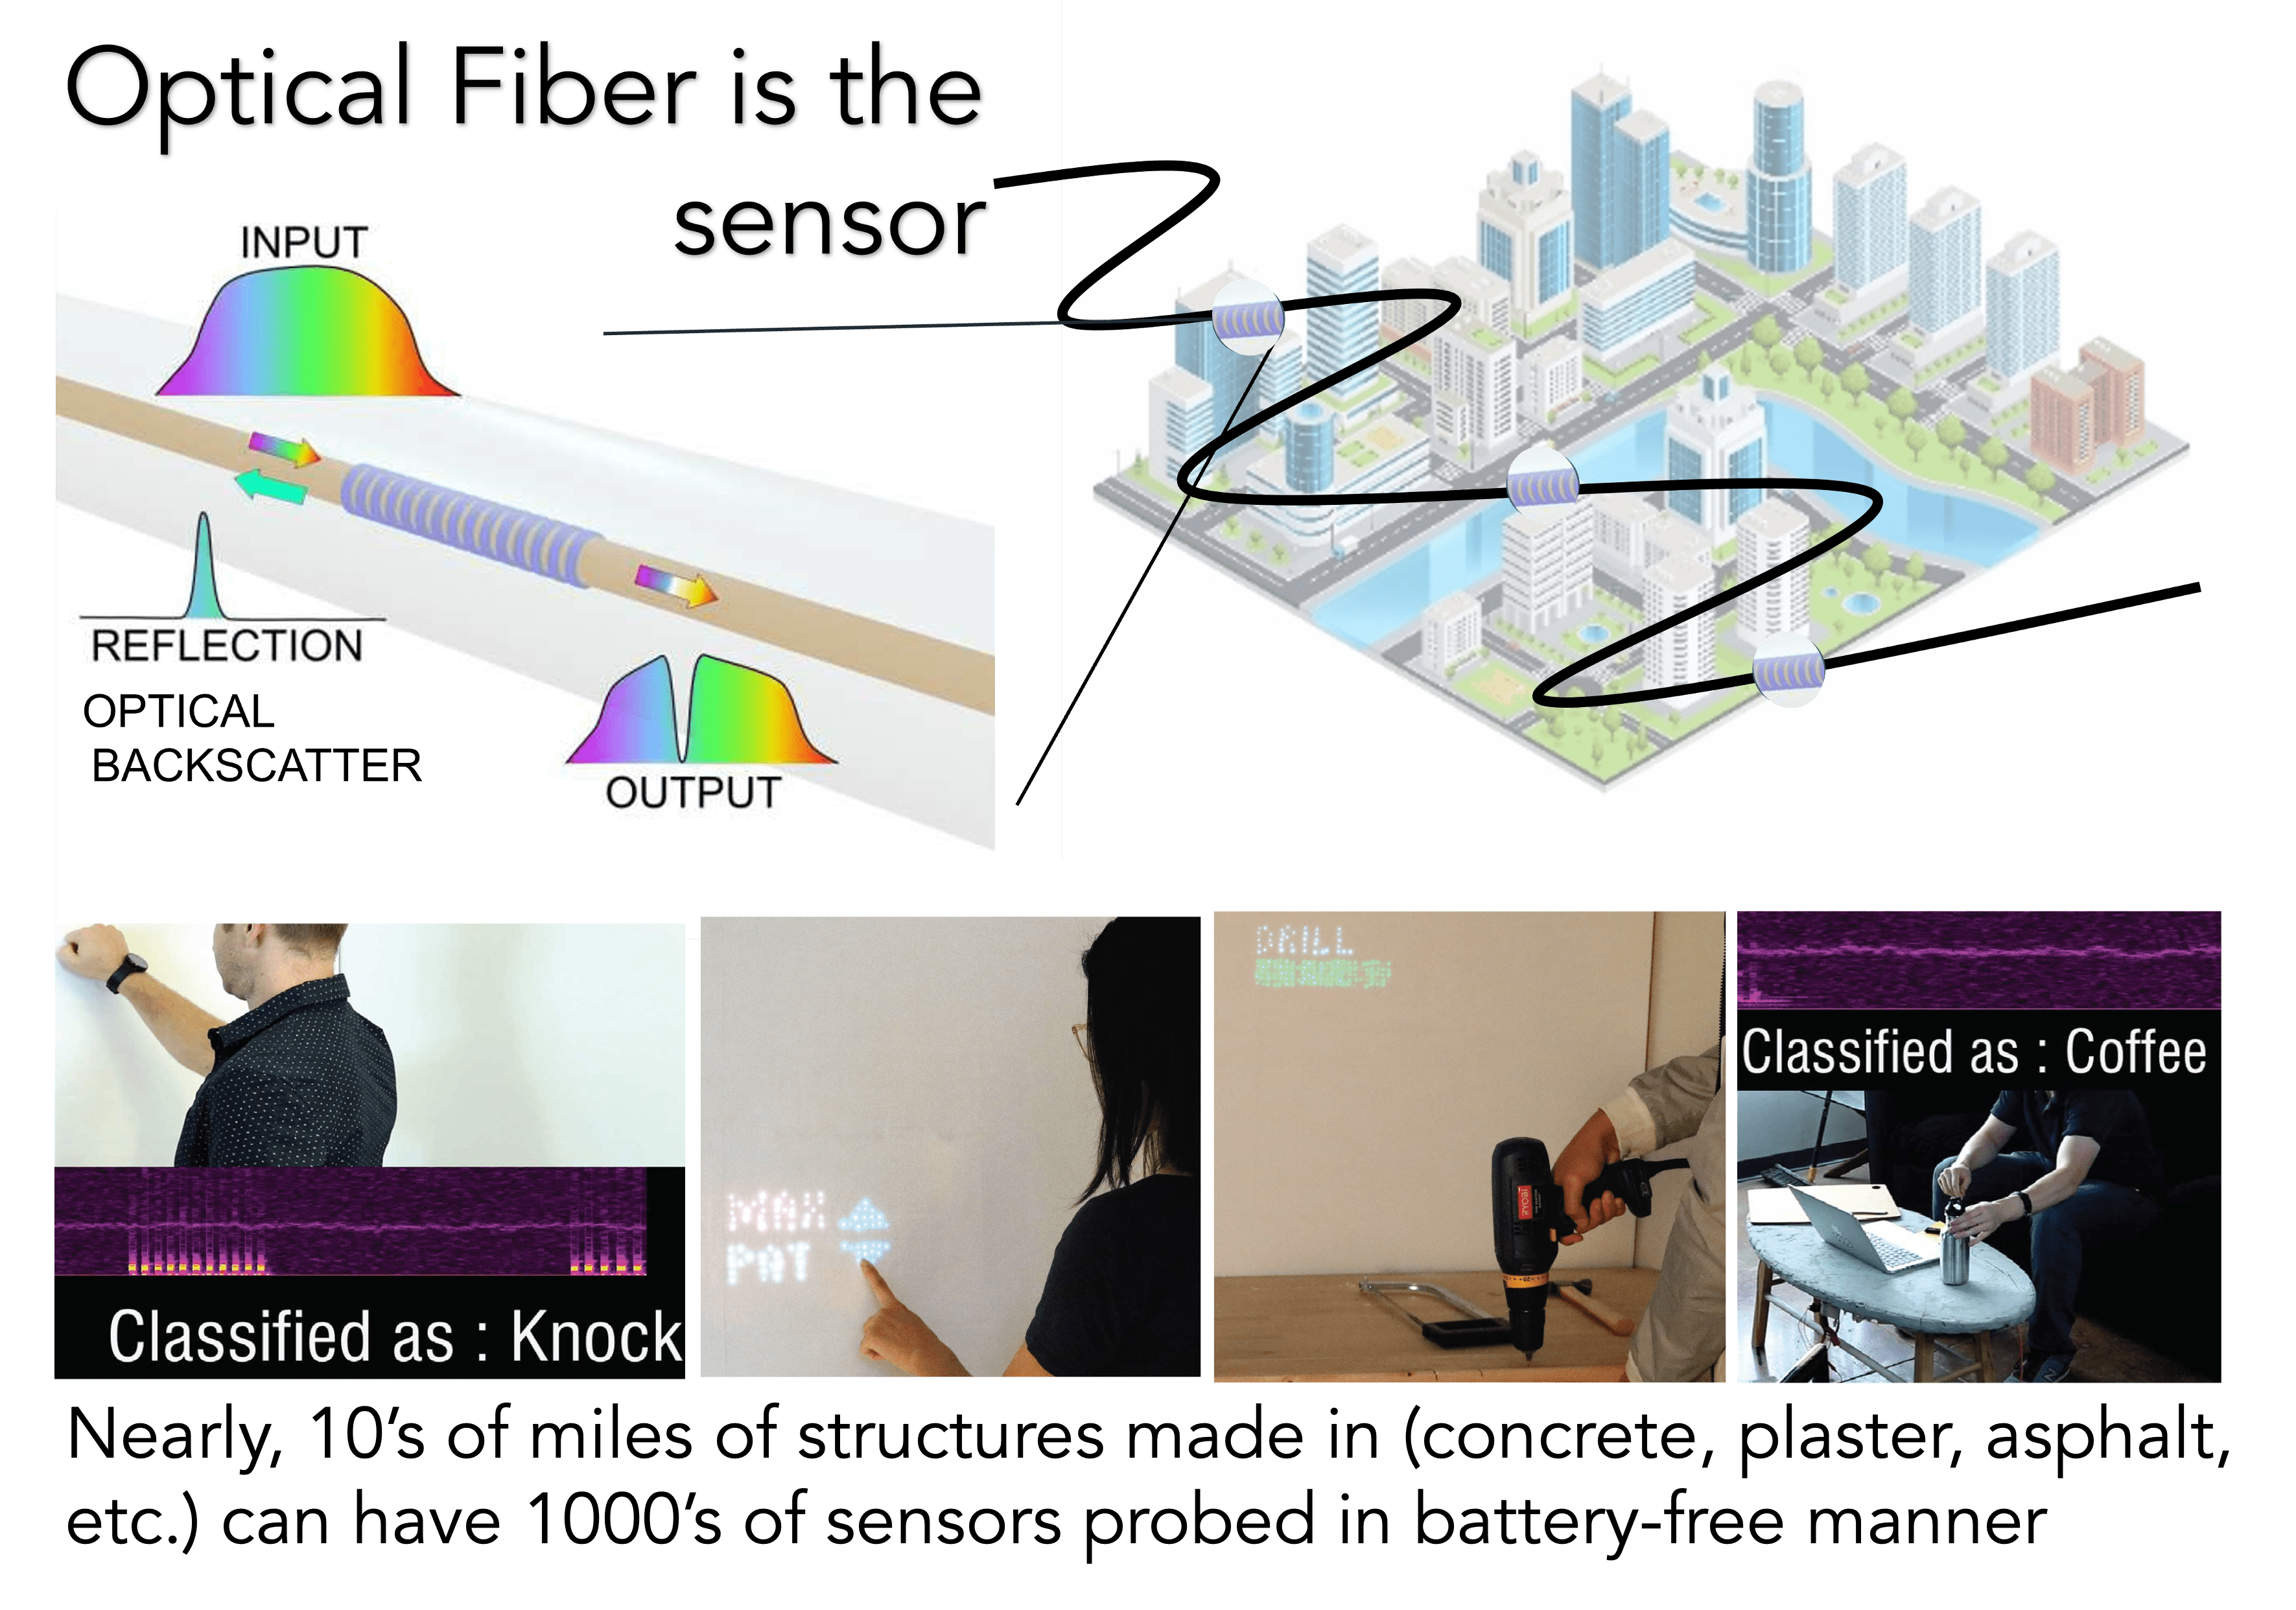 Optical Fiber is the
sensor
INPUT
REFLECTION
OPTICAL
BACKSCATTER
OUTPUT
Classified as : Knock
MAX
PAT
DRILL
RYOBI
Classified as : Coffee
Nearly, 10's of miles of structures made in (concrete, plaster, asphalt,
etc.) can have 1000's of sensors probed in battery-free manner